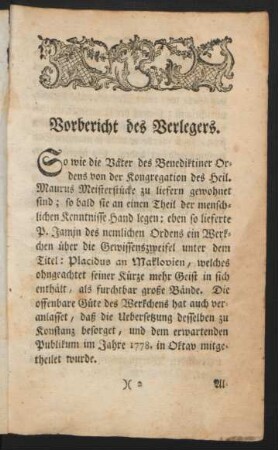 Vorbericht des Verlegers.
So wie die Väter des Benediktiner Or-
dens von der Kongregation des Heil.
Maurus Meisterstücke zu liefern gewohnet
sind; so bald sie an einen Theil der mensch-
lichen Kenntnisse Hand legen: eben so lieferte
P. Jamjn des nemlichen Ordens ein Werk-
chen über die Gewissenszweifel unter dem
Titel: Placidus an Maklovien, welches
ohngeachtet seiner Kürze mehr Geist in sich
enthält, als furchtbar große Bände. Die
offenbare Güte des Werkchens hat auch ver-
anlasset, daß die Uebersetzung desselben zu
Konstanz besorget, und dem erwartenden
Publikum im Jahre 1778. in Oktav mitge-
theilet wurde.
)( 2 All-